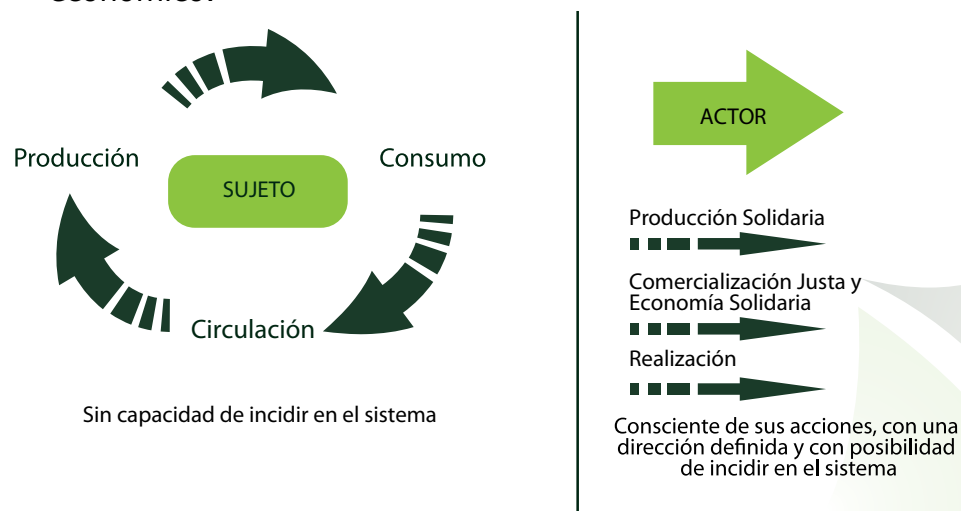 Producción
Consumo
SUJETO
Circulación
Sin capacidad de incidir en el sistema
ACTOR
Producción Solidaria
Comercialización Justa y
Economía Solidaria
Realización
Consciente de sus acciones, con una
dirección definida y con posibilidad
de incidir en el sistema